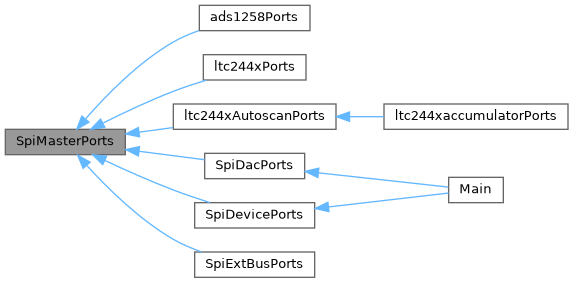 ads1258Ports
ltc244xPorts
ltc244xAutoscanPorts
ltc244xaccumulatorPorts
SpiMasterPorts
SpiDacPorts
Main
SpiDevicePorts
SpiExtBusPorts